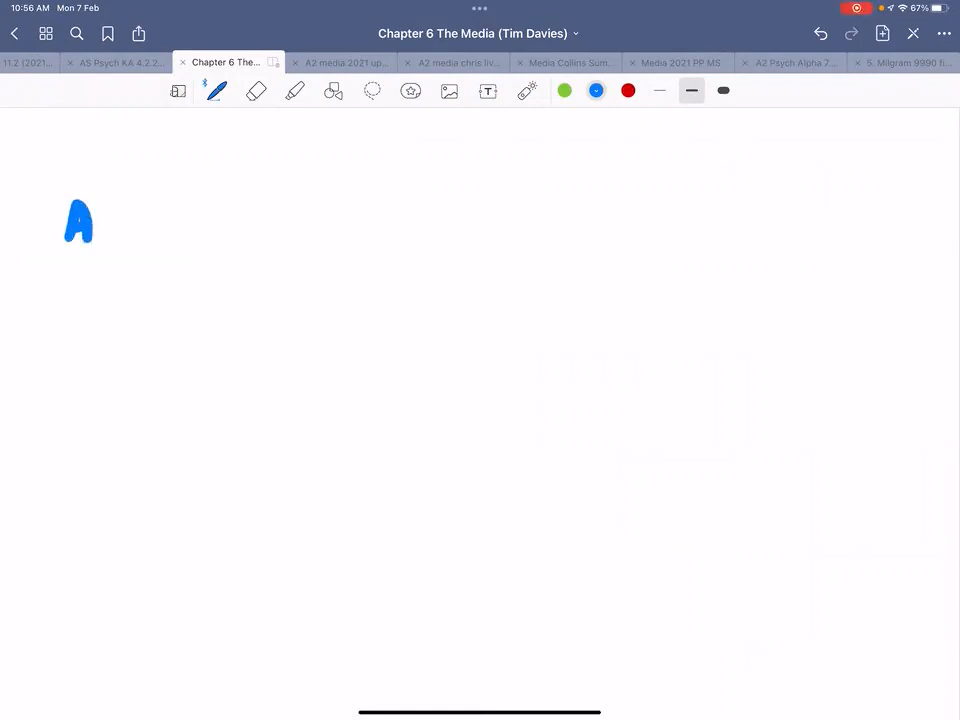 10:56 AM Mon 7 Feb
67%
Chapter 6 The Media (Tim Davies)
11.2 (2021...
AS Psych KA 4.2.2...
Chapter 6 The...
A2 media 2021 up...
A2 media chris liv...
Media Collins Sum...
Media 2021 PP MS
A2 Psych Alpha 7...
5. Milgram 9990 fi...
T
A